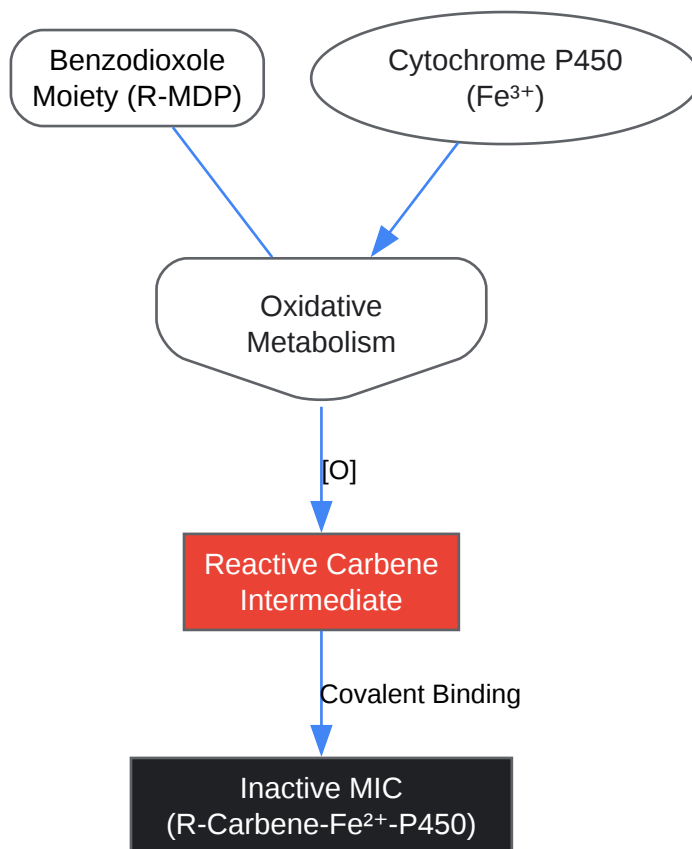 Benzodioxole
Moiety (R-MDP)
Cytochrome P450
(Fe³⁺)
Oxidative
Metabolism
[O]
Reactive Carbene
Intermediate
Covalent Binding
Inactive MIC
(R-Carbene-Fe²⁺-P450)